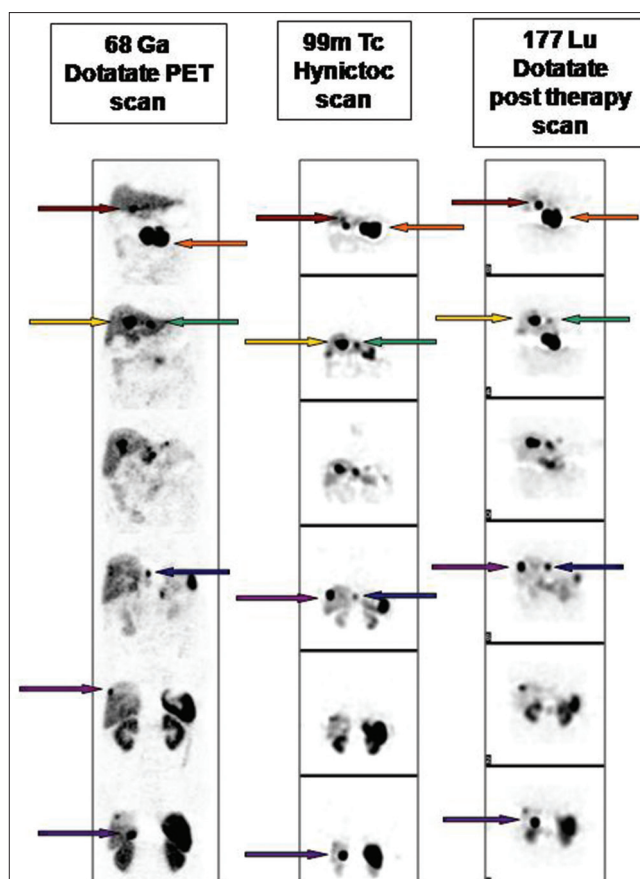 68 Ga
Dotatate PET
scan
99m Tc
Hynictoc
scan
177 Lu
Dotatate
post therapy
scan